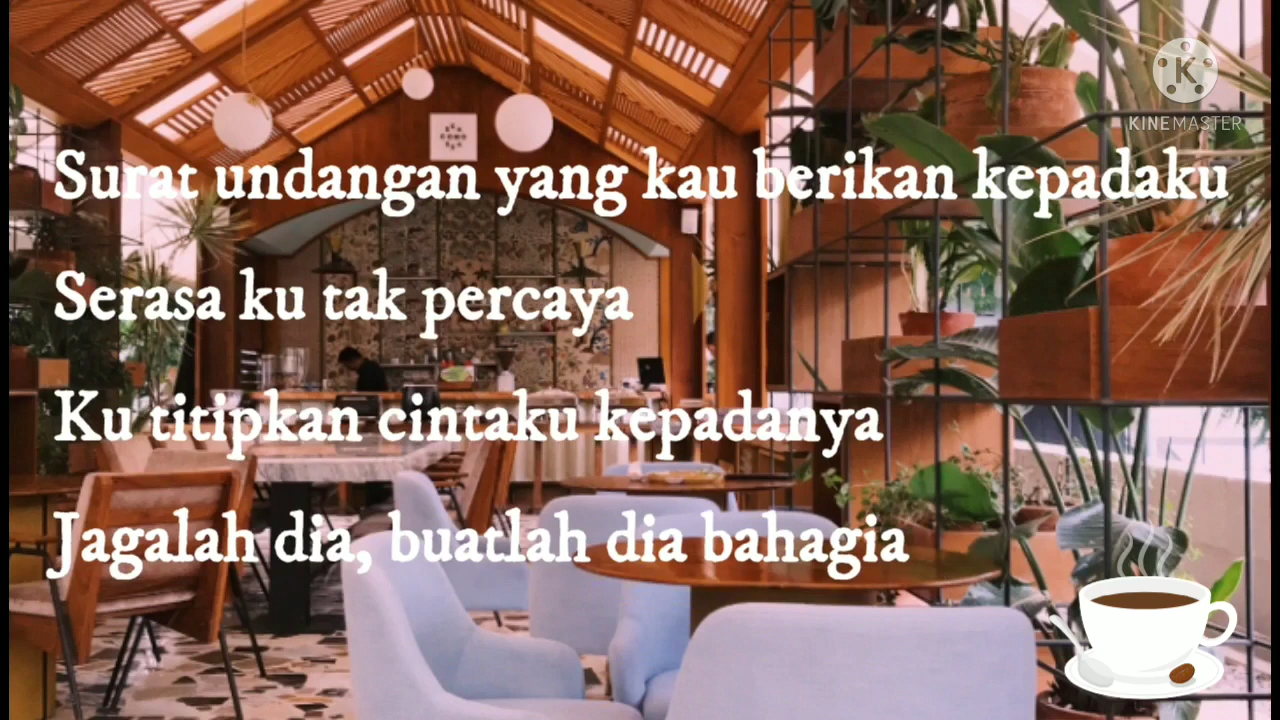 K
KINEMASTER
Surat undangan yang kau berikan kepadaku
Serasa ku tak percaya
Ku titipkan cintaku kepadanya
Jagalah dia, buatlah dia bahagia